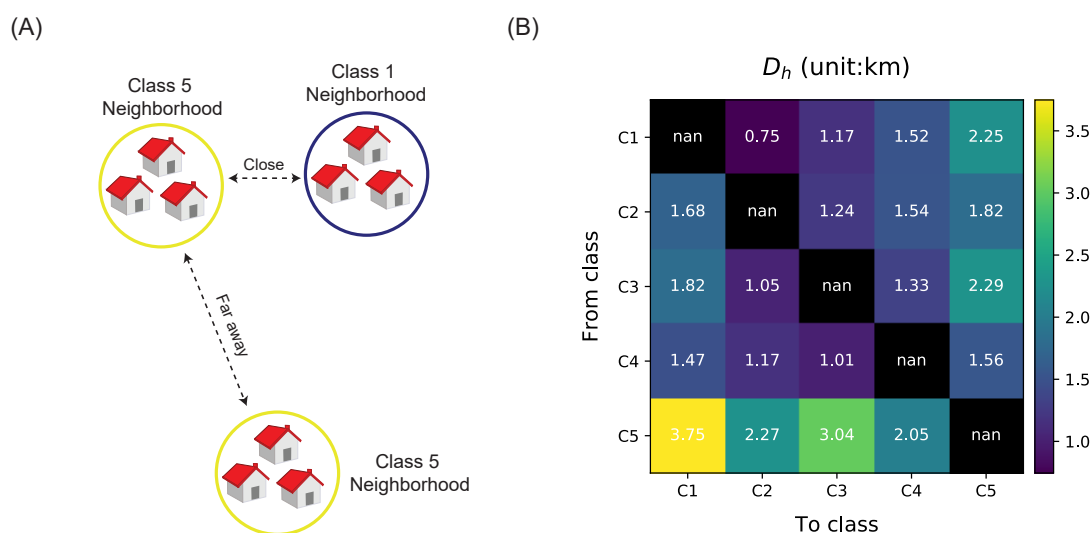 (A)
Class 5
Neighborhood
Class 1
Neighborhood
Close
Far away
Class 5
Neighborhood
(B)
Dₕ (unit:km)
From class
C1 nan 0.75 1.17 1.52 2.25
C2 1.68 nan 1.24 1.54 1.82
C3 1.82 1.05 nan 1.33 2.29
C4 1.47 1.17 1.01 nan 1.56
C5 3.75 2.27 3.04 2.05 nan
C1 C2 C3 C4 C5
To class
3.5
3.0
2.5
2.0
1.5
1.0